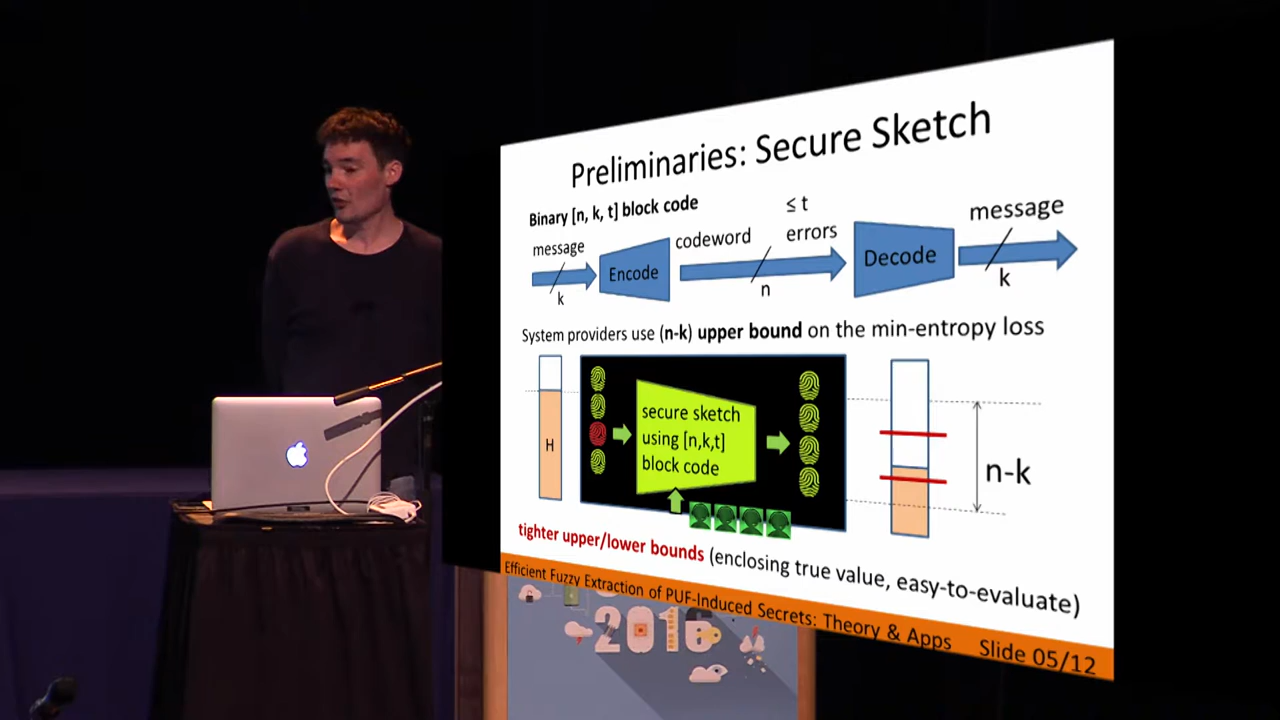 Preliminaries: Secure Sketch
Binary [n, k, t] block code
message
k
Encode
codeword
n
≤ t
errors
Decode
message
k
System providers use (n-k) upper bound on the min-entropy loss
H
secure sketch
using [n,k,t]
block code
n-k
tighter upper/lower bounds (enclosing true value, easy-to-evaluate)
Efficient Fuzzy Extraction of PUF-Induced Secrets: Theory & Apps Slide 05/12
2016